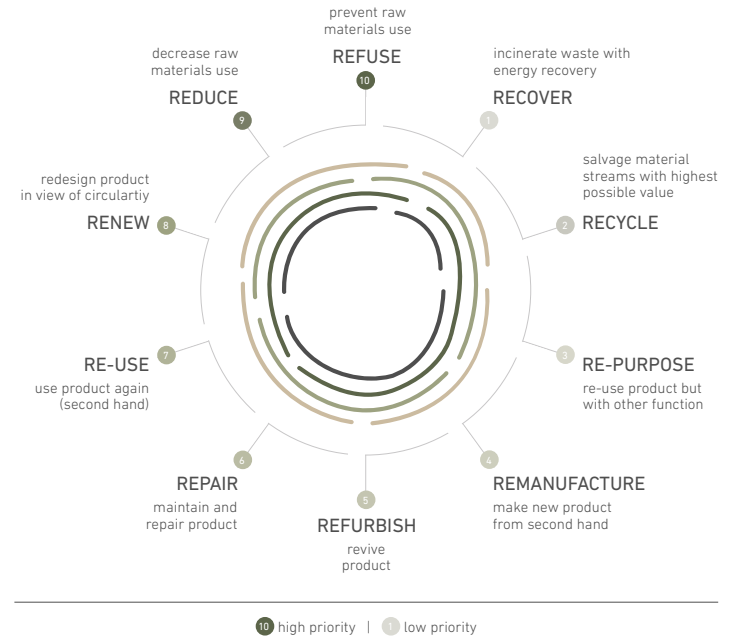 prevent raw
materials use
REFUSE
10
incinerate waste with
energy recovery
RECOVER
1
salvage material
streams with highest
possible value
2 RECYCLE
3 RE-PURPOSE
re-use product but
with other function
4
REMANUFACTURE
make new product
from second hand
5
REFURBISH
revive
product
6
REPAIR
maintain and
repair product
7
RE-USE
use product again
(second hand)
redesign product
in view of circulartiy
RENEW 8
decrease raw
materials use
REDUCE
9
10 high priority | 1 low priority